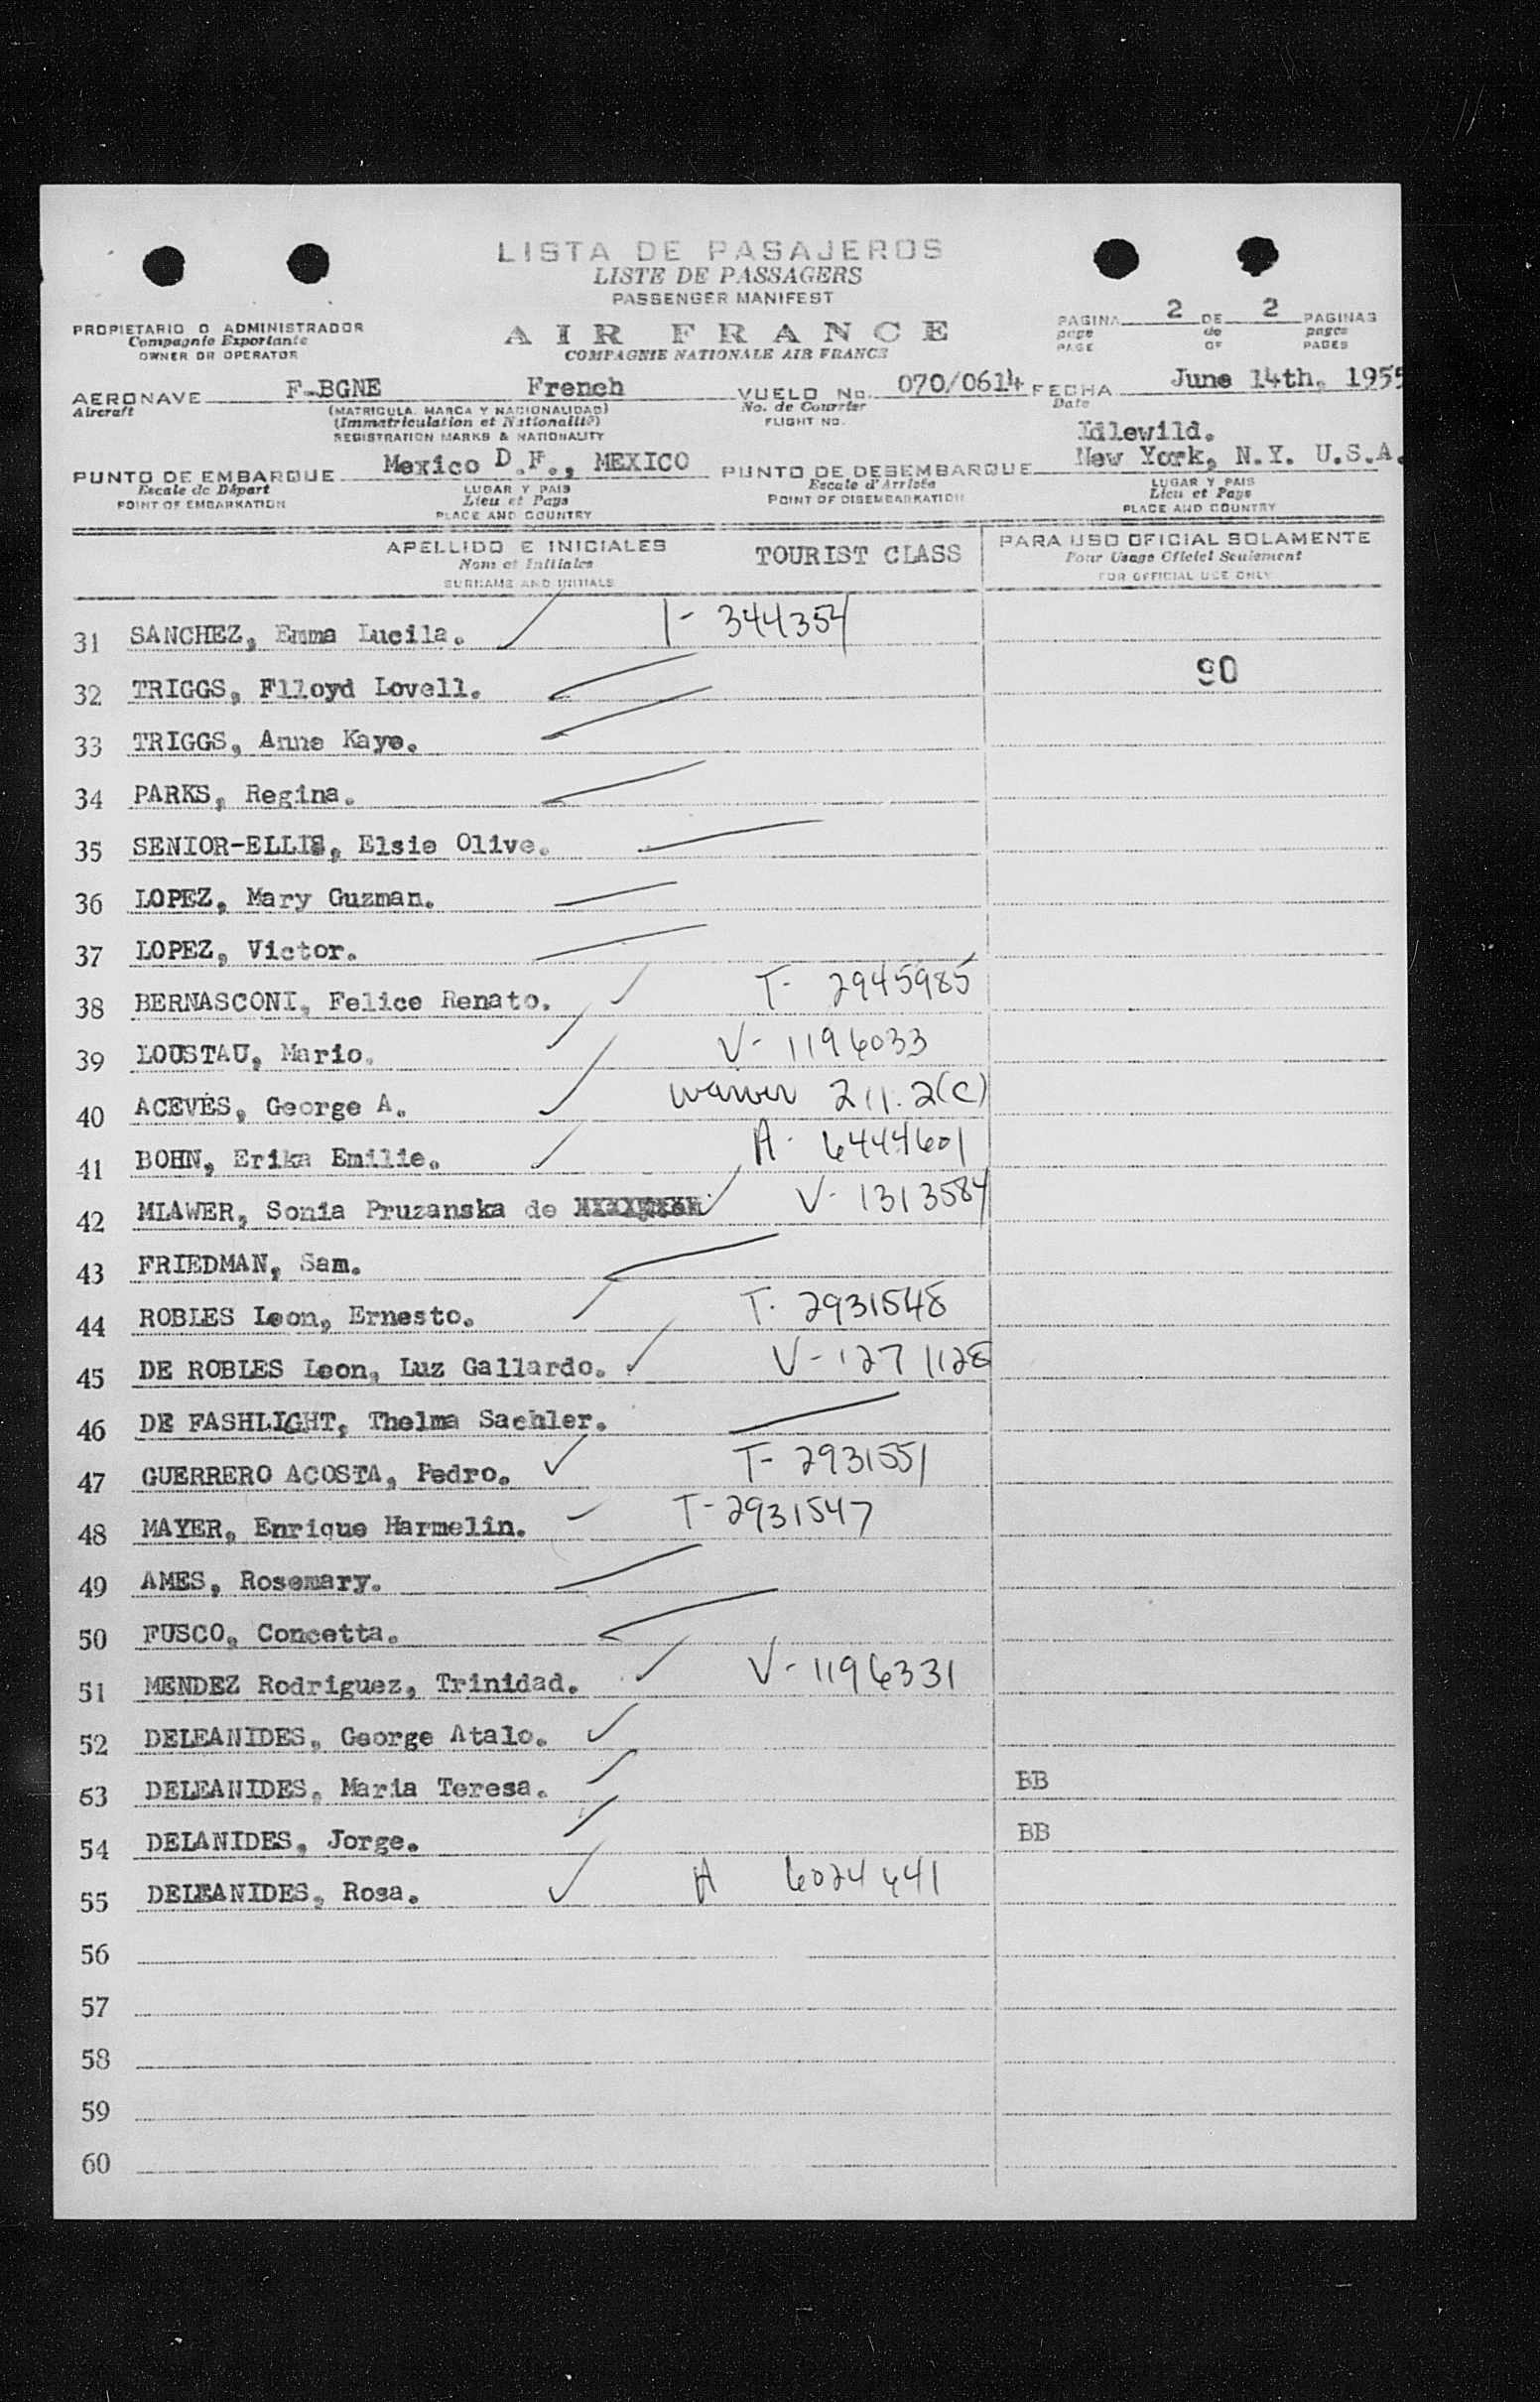 LISTA DE PASAJEROS
LISTE DE PASSAGERS
PASSENGER MANIFEST
PROPIETARIO O ADMINISTRADOR
Compagnie Exportante
OWNER OR OPERATOR
AIR FRANCE
COMPAGNIE NATIONALE AIR FRANCE
PAGINA 2 DE 2 PAGINAS
page de pages
PAGE OF PAGES
AERONAVE F-BGNE French VUELO No. 070/0614 FECHA June 14th, 1955
Aircraft (MATRICULA, MARCA Y NACIONALIDAD) No. de Courrier Date
(Immatriculation et Nationalité) FLIGHT NO.
REGISTRATION MARKS & NATIONALITY
Idlewild.
PUNTO DE EMBARQUE Mexico D.F., MEXICO PUNTO DE DESEMBARQUE New York, N.Y. U.S.A.
Escale de Départ LUGAR Y PAIS Escale d'Arrivée LUGAR Y PAIS
POINT OF EMBARKATION Lieu et Pays POINT OF DISEMBARKATION Lieu et Pays
PLACE AND COUNTRY PLACE AND COUNTRY
APELLIDO E INICIALES TOURIST CLASS PARA USO OFICIAL SOLAMENTE
Nom et Initiales Pour Usage Officiel Seulement
SURNAME AND INITIALS FOR OFFICIAL USE ONLY
31 SANCHEZ, Emma Lucila. 344354
32 TRIGGS, Flloyd Lovell. 90
33 TRIGGS, Anne Kaye.
34 PARKS, Regina.
35 SENIOR-ELLIS, Elsie Olive.
36 LOPEZ, Mary Guzman.
37 LOPEZ, Victor.
38 BERNASCONI, Felice Renato. T- 2945985
39 LOUSTAU, Mario. V- 1196033
40 ACEVES, George A. waiver 211.2(C)
41 BOHN, Erika Emilie. A- 6444601
42 MLAWER, Sonia Pruzanska de V- 1313584
43 FRIEDMAN, Sam.
44 ROBLES Leon, Ernesto. T- 2931548
45 DE ROBLES Leon, Luz Gallardo. V- 1271128
46 DE FASHLIGHT, Thelma Sachler.
47 GUERRERO ACOSTA, Pedro. T- 2931551
48 MAYER, Enrique Harmelin. T-2931547
49 AMES, Rosemary.
50 FUSCO, Concetta.
51 MENDEZ Rodriguez, Trinidad. V- 1196331
52 DELEANIDES, George Atalo.
53 DELEANIDES, Maria Teresa. BB
54 DELANIDES, Jorge. BB
55 DELEANIDES, Rosa. A 6024441
56
57
58
59
60